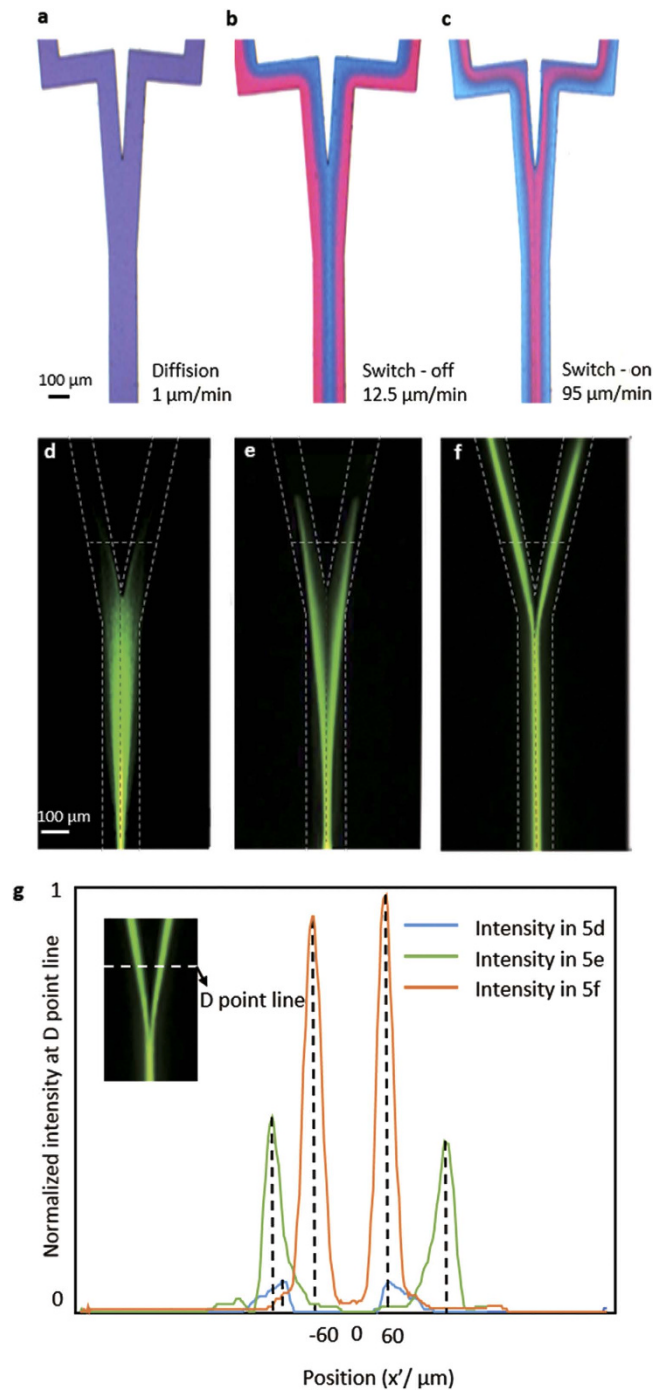 a
b
c
100 µm
Diffision
1 µm/min
Switch - off
12.5 µm/min
Switch - on
95 µm/min
d
e
f
100 µm
g
1
0
Normalized intensity at D point line
D point line
Intensity in 5d
Intensity in 5e
Intensity in 5f
-60 0 60
Position (x'/ µm)